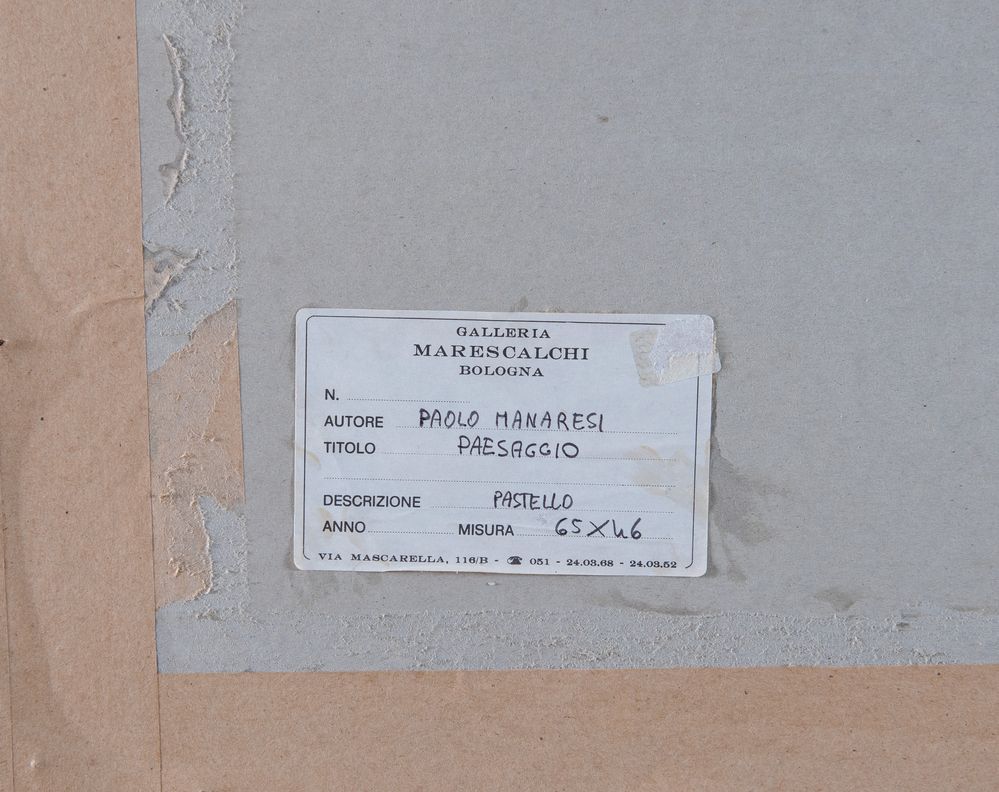 GALLERIA
MARESCALCHI
BOLOGNA
N.
AUTORE PAOLO MANARESI
TITOLO PAESAGGIO
DESCRIZIONE PASTELLO
ANNO MISURA 65X46
VIA MASCARELLA, 116/B - ☎ 051 - 24.03.68 - 24.03.52